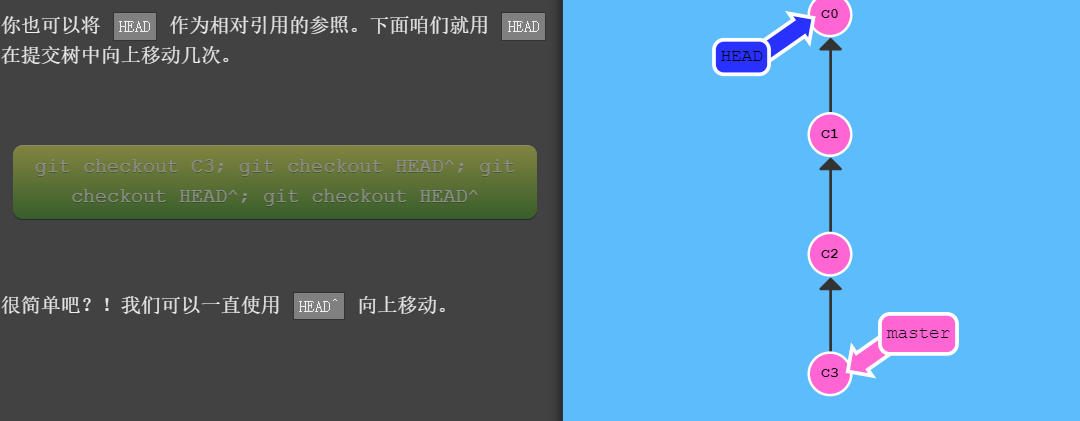 你也可以将 HEAD 作为相对引用的参照。下面咱们就用 HEAD
在提交树中向上移动几次。
git checkout C3; git checkout HEAD^; git
checkout HEAD^; git checkout HEAD^
很简单吧？！我们可以一直使用 HEAD^ 向上移动。
C0
HEAD
C1
C2
master
C3